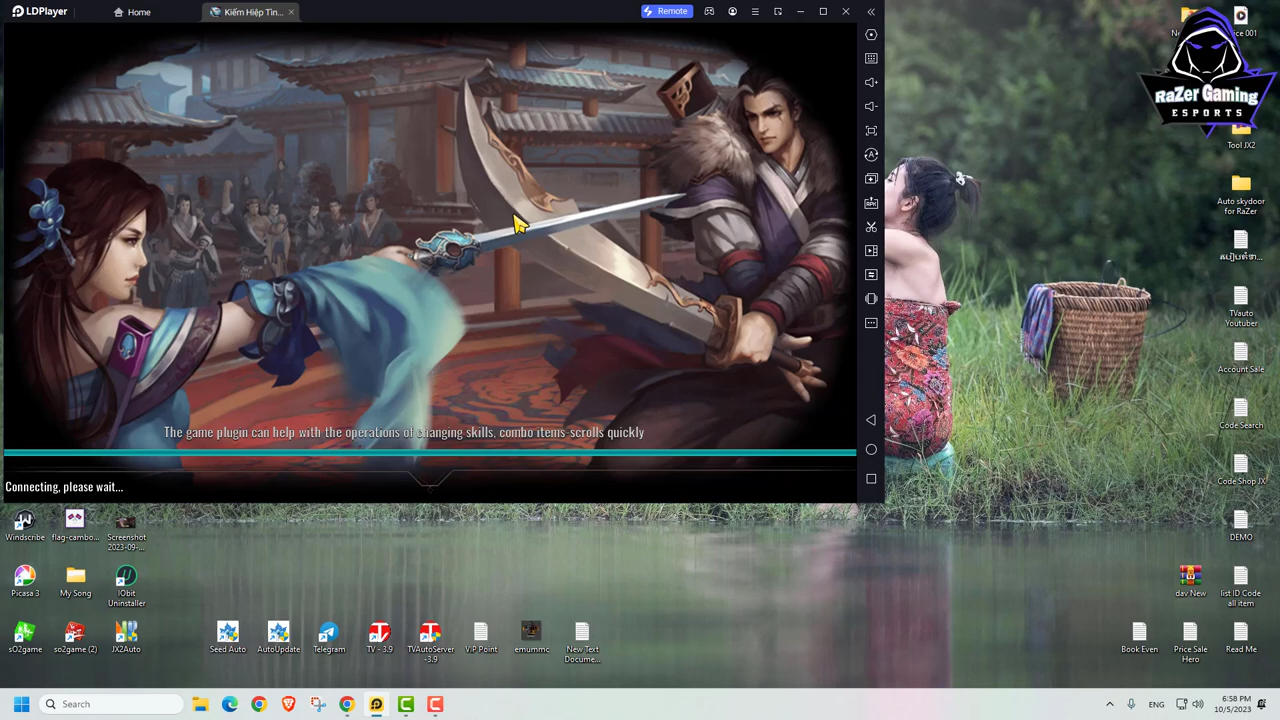 LDPlayer
Home
Kiếm Hiệp Tìn...
Remote
RaZer Gaming
ESPORTS
Tool JX2
Auto skydoor
for RaZer
TVauto
Youtuber
Account Sale
Code Search
Code Shop JX
DEMO
The game plugin can help with the operations of changing skills, combo items-scrolls quickly
Connecting, please wait...
Windscribe
flag-cambo...
Screenshot
2023-09-...
Picasa 3
My Song
IObit
Uninstaller
dav New
list ID Code
all item
sO2game
so2game (2)
JX2Auto
Seed Auto
AutoUpdate
Telegram
TV - 3.9
TVAutoServer
-3.9
V.I.P Point
emummc
New Text
Docume...
Book Even
Price Sale
Hero
Read Me
Search
ENG
6:58 PM
10/5/2023